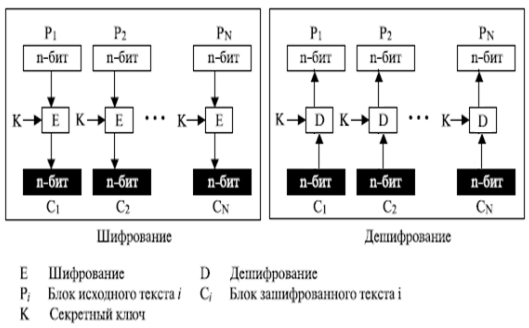 P1 P2 PN P1 P2 PN
n-бит n-бит n-бит n-бит n-бит n-бит
K E K E ••• K E K D K D ••• K D
n-бит n-бит n-бит n-бит n-бит n-бит
C1 C2 CN C1 C2 CN
Шифрование Дешифрование
E Шифрование D Дешифрование
Pi Блок исходного текста i Ci Блок зашифрованного текста i
K Секретный ключ